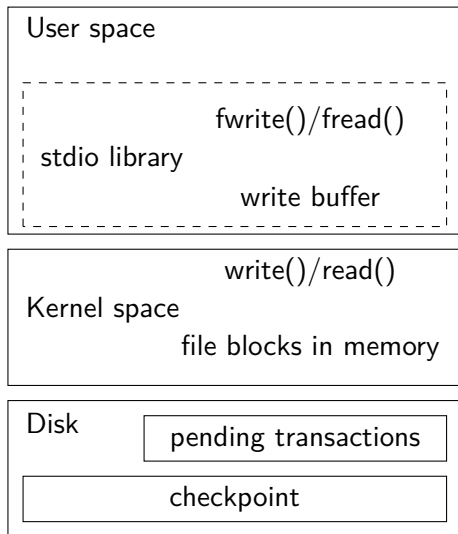 User space
fwrite()/fread()
stdio library
write buffer
write()/read()
Kernel space
file blocks in memory
Disk
pending transactions
checkpoint